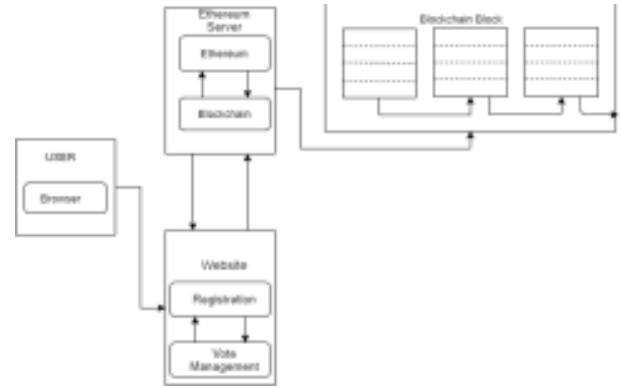 Ethereum
Server
Ethereum
Blockchain
Blockchain Block
USER
Browser
Website
Registration
Vote
Management